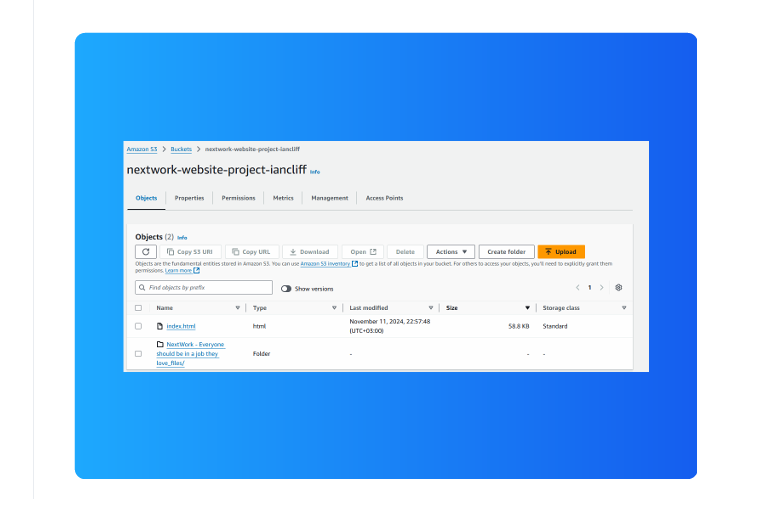 Amazon S3 > Buckets > nextwork-website-project-iancliff
nextwork-website-project-iancliff Info
Objects Properties Permissions Metrics Management Access Points
Objects (2) Info
Copy S3 URI Copy URL Download Open Delete Actions Create folder Upload
Objects are the fundamental entities stored in Amazon S3. You can use Amazon S3 inventory to get a list of all objects in your bucket. For others to access your objects, you'll need to explicitly grant them
permissions. Learn more
Find objects by prefix Show versions < 1 >
Name Type Last modified Size Storage class
index.html html November 11, 2024, 22:57:48 58.8 KB Standard
(UTC+03:00)
NextWork - Everyone
should be in a job they Folder - - -
love_files/